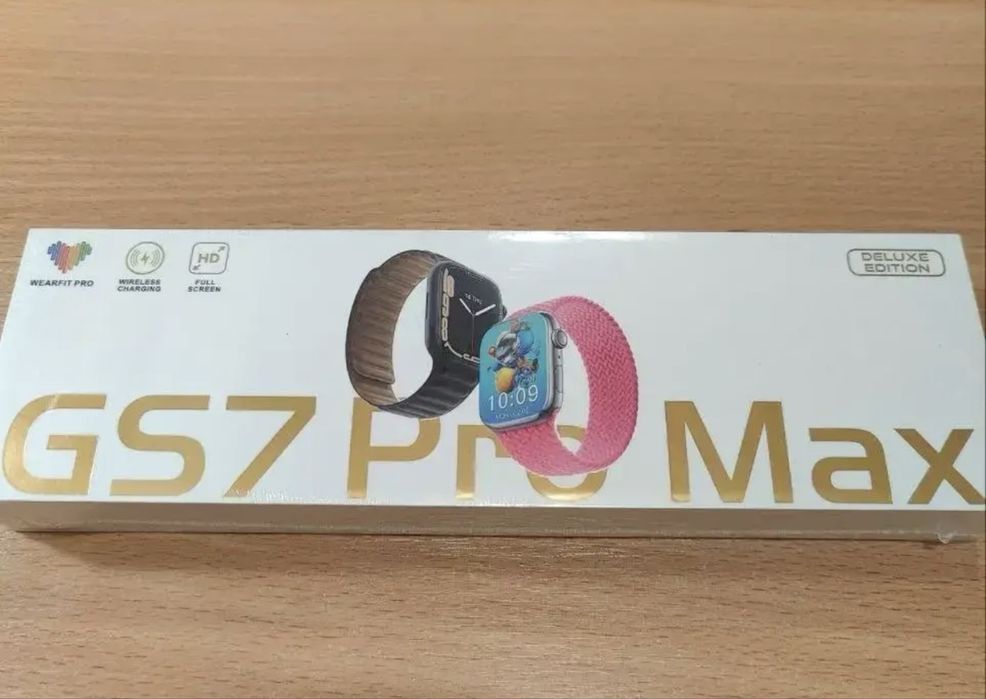 WEARFIT PRO
WIRELESS
CHARGING
HD
FULL
SCREEN
DELUXE
EDITION
10:09
GS7 Pro Max